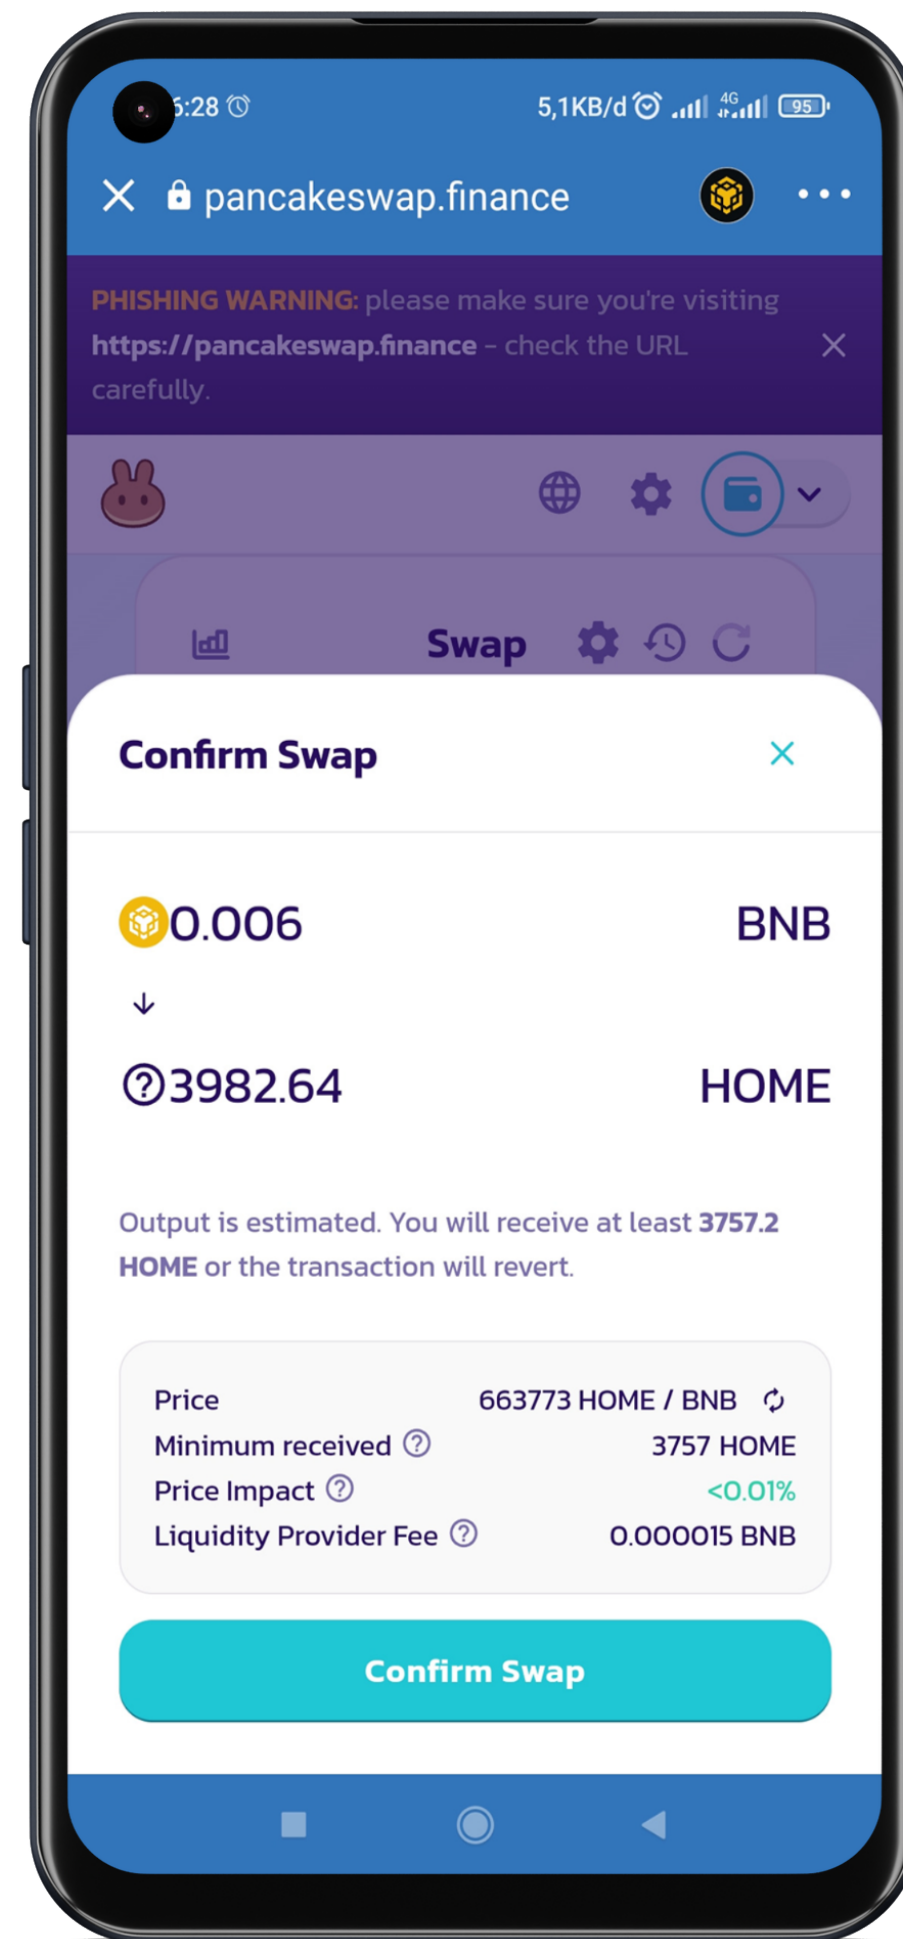 6:28 5,1KB/d 4G 95
pancakeswap.finance
PHISHING WARNING: please make sure you're visiting
https://pancakeswap.finance - check the URL
carefully.
Swap
Confirm Swap
0.006 BNB
3982.64 HOME
Output is estimated. You will receive at least 3757.2
HOME or the transaction will revert.
Price 663773 HOME / BNB
Minimum received 3757 HOME
Price Impact <0.01%
Liquidity Provider Fee 0.000015 BNB
Confirm Swap